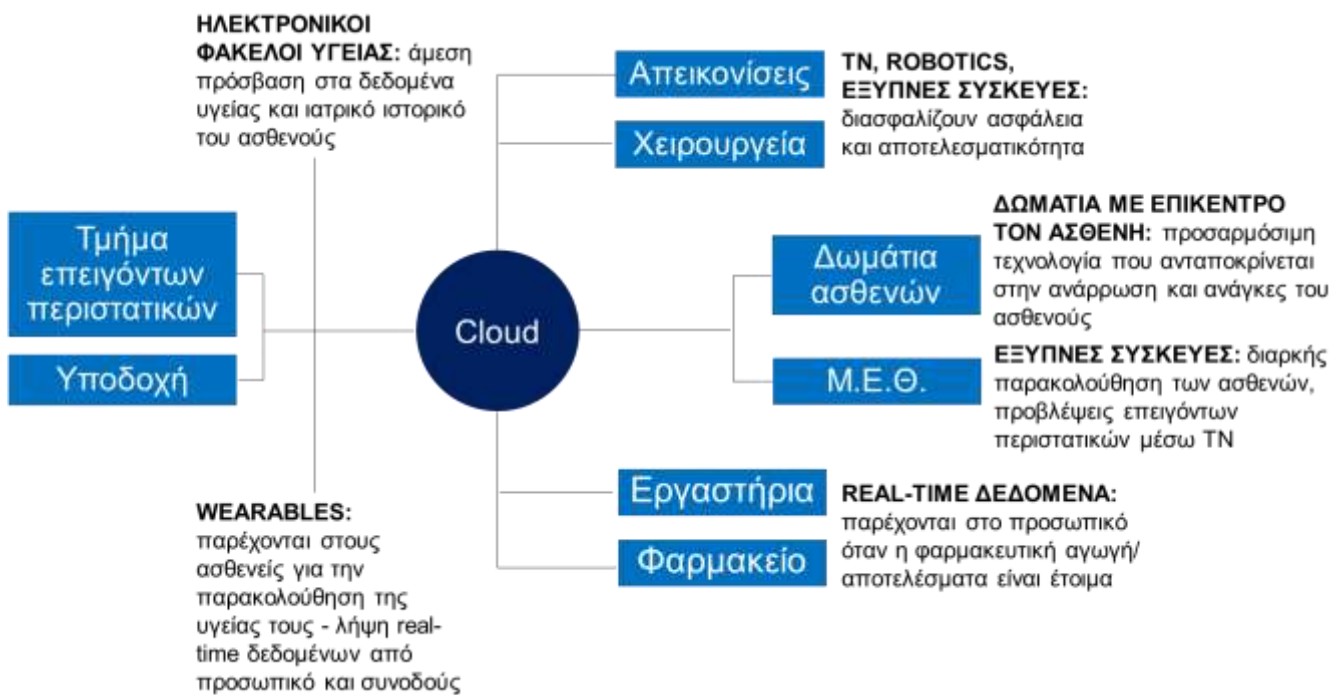 ΗΛΕΚΤΡΟΝΙΚΟΙ
ΦΑΚΕΛΟΙ ΥΓΕΙΑΣ: άμεση
πρόσβαση στα δεδομένα
υγείας και ιατρικό ιστορικό
του ασθενούς
Τμήμα
επειγόντων
περιστατικών
Υποδοχή
WEARABLES:
παρέχονται στους
ασθενείς για την
παρακολούθηση της
υγείας τους - λήψη real-
time δεδομένων από
προσωπικό και συνοδούς
Cloud
Απεικονίσεις
Χειρουργεία
ΤΝ, ROBOTICS,
ΕΞΥΠΝΕΣ ΣΥΣΚΕΥΕΣ:
διασφαλίζουν ασφάλεια
και αποτελεσματικότητα
Δωμάτια
ασθενών
ΔΩΜΑΤΙΑ ΜΕ ΕΠΙΚΕΝΤΡΟ
ΤΟΝ ΑΣΘΕΝΗ: προσαρμόσιμη
τεχνολογία που ανταποκρίνεται
στην ανάρρωση και ανάγκες του
ασθενούς
Μ.Ε.Θ.
ΕΞΥΠΝΕΣ ΣΥΣΚΕΥΕΣ: διαρκής
παρακολούθηση των ασθενών,
προβλέψεις επειγόντων
περιστατικών μέσω ΤΝ
Εργαστήρια
Φαρμακείο
REAL-TIME ΔΕΔΟΜΕΝΑ:
παρέχονται στο προσωπικό
όταν η φαρμακευτική αγωγή/
αποτελέσματα είναι έτοιμα